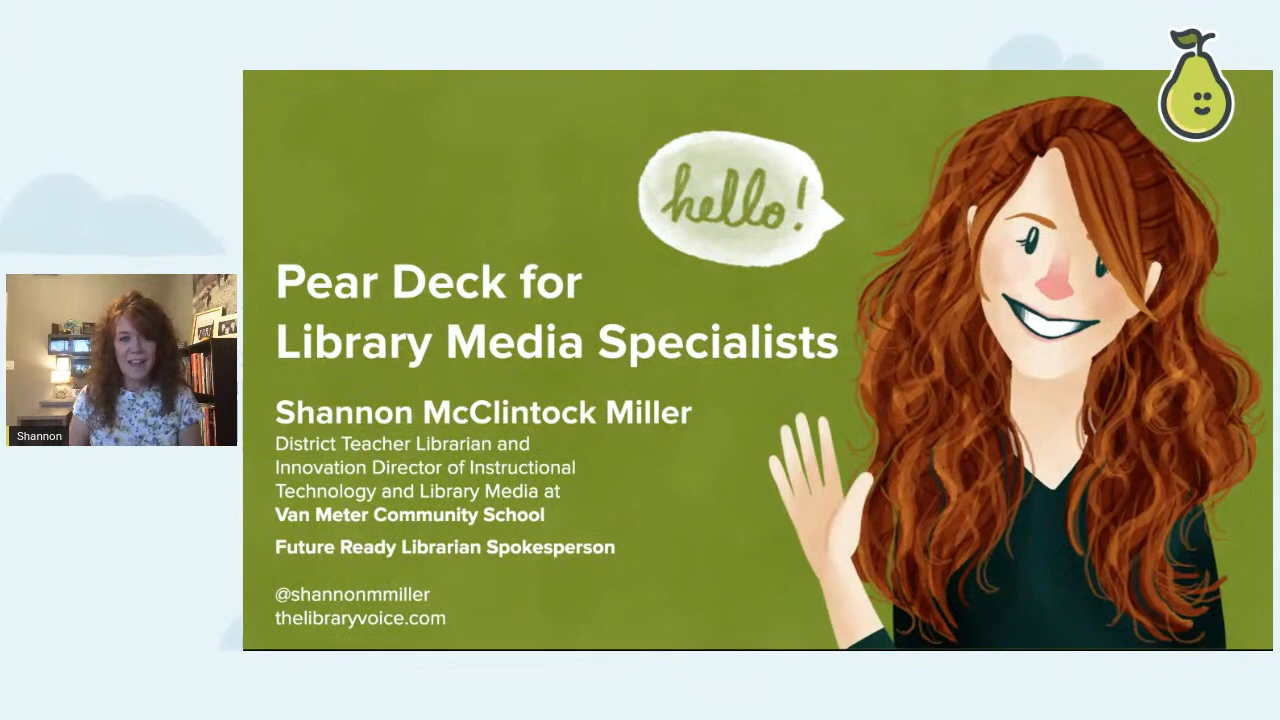 hello!
Pear Deck for
Library Media Specialists
Shannon McClintock Miller
District Teacher Librarian and
Innovation Director of Instructional
Technology and Library Media at
Van Meter Community School
Future Ready Librarian Spokesperson
@shannonmmiller
thelibraryvoice.com
Shannon